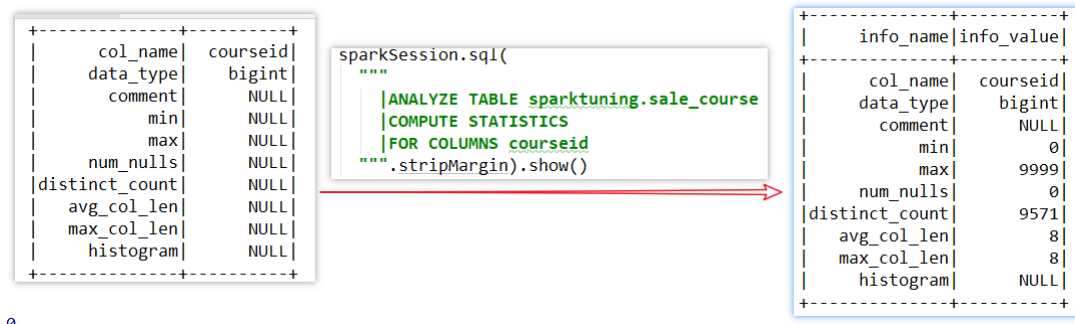 +--------------+----------+
|      col_name|  courseid|
|     data_type|    bigint|
|       comment|      NULL|
|           min|      NULL|
|           max|      NULL|
|     num_nulls|      NULL|
|distinct_count|      NULL|
|   avg_col_len|      NULL|
|   max_col_len|      NULL|
|     histogram|      NULL|
+--------------+----------+
sparkSession.sql(
"""
|ANALYZE TABLE sparktuning.sale_course
|COMPUTE STATISTICS
|FOR COLUMNS courseid
""".stripMargin).show()
+--------------+----------+
|     info_name|info_value|
+--------------+----------+
|      col_name|  courseid|
|     data_type|    bigint|
|       comment|      NULL|
|           min|         0|
|           max|      9999|
|     num_nulls|         0|
|distinct_count|      9571|
|   avg_col_len|         8|
|   max_col_len|         8|
|     histogram|      NULL|
+--------------+----------+